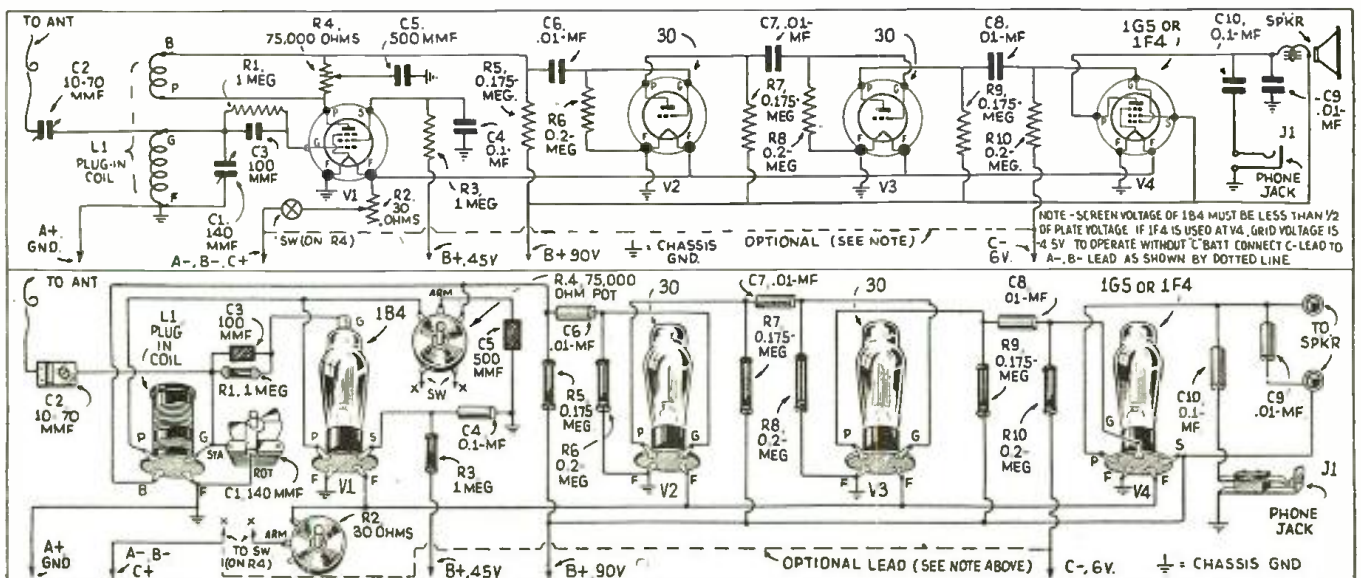 TO ANT
C2
10-70
MMF
L1
PLUG-IN
COIL
B
P
G
F
R1,
1 MEG
R4,
75,000 OHMS
C5,
500 MMF
C3
100
MMF
C1,
140
MMF
P
S
G
F
F
V1
R2,
30
OHMS
SW (ON R4)
A+
GND.
A-, B-, C+
C4
0.1-
MF
R3,
1 MEG
B+, 45V
R5,
0.175-
MEG.
C6,
.01-MF
R6
0.2-
MEG
30
P
G
F
F
V2
B+ 90V
= CHASSIS
GND.
C7, .01-
MF
R7,
0.175-
MEG
R8
0.2-
MEG
30
P
G
F
F
V3
OPTIONAL (SEE NOTE)
C8,
.01-MF
R9,
0.175-
MEG
R10
0.2-
MEG.
C-
6V.
1G5 OR
1F4
P
G
S
F
F
V4
C10,
0.1-MF
SPKR
C9
.01-MF
J1
PHONE
JACK
NOTE - SCREEN VOLTAGE OF 1B4 MUST BE LESS THAN 1/2
OF PLATE VOLTAGE IF 1F4 IS USED AT V4, GRID VOLTAGE IS
-4.5V TO OPERATE WITHOUT "C" BATT CONNECT C- LEAD TO
A-, B- LEAD AS SHOWN BY DOTTED LINE
TO ANT
C2
10-70
MMF
L1
PLUG
IN
COIL
C3
100
MMF
R1, 1 MEG
P
G
B
F
STA
ROT
C1, 140 MMF
1B4
G
P
S
F
F
V1
ARM
R.4, 75,000
OHM POT
X
SW
X
C5
500
MMF
C4
0.1-MF
R3
1 MEG
X
X
TO SW
(ON R4)
ARM
R2
30 OHMS
A+
GND
A-, B-
C+
B+, 45V
C6
.01-MF
R5
0.175
MEG
R6
0.2-
MEG
30
P
G
F
F
V2
B+ 90V
C7, .01-MF
R7
0.175-
MEG
R8
0.2-
MEG
30
P
G
F
F
V3
C8
.01-MF
R9
0.175-
MEG
R10
0.2-
MEG
1G5 OR 1F4
G
P
S
F
F
V4
C10
0.1-
MF
C9
.01-MF
TO
SPKR
J1
PHONE
JACK
OPTIONAL LEAD (SEE NOTE ABOVE)
C-, 6V.
= CHASSIS GND